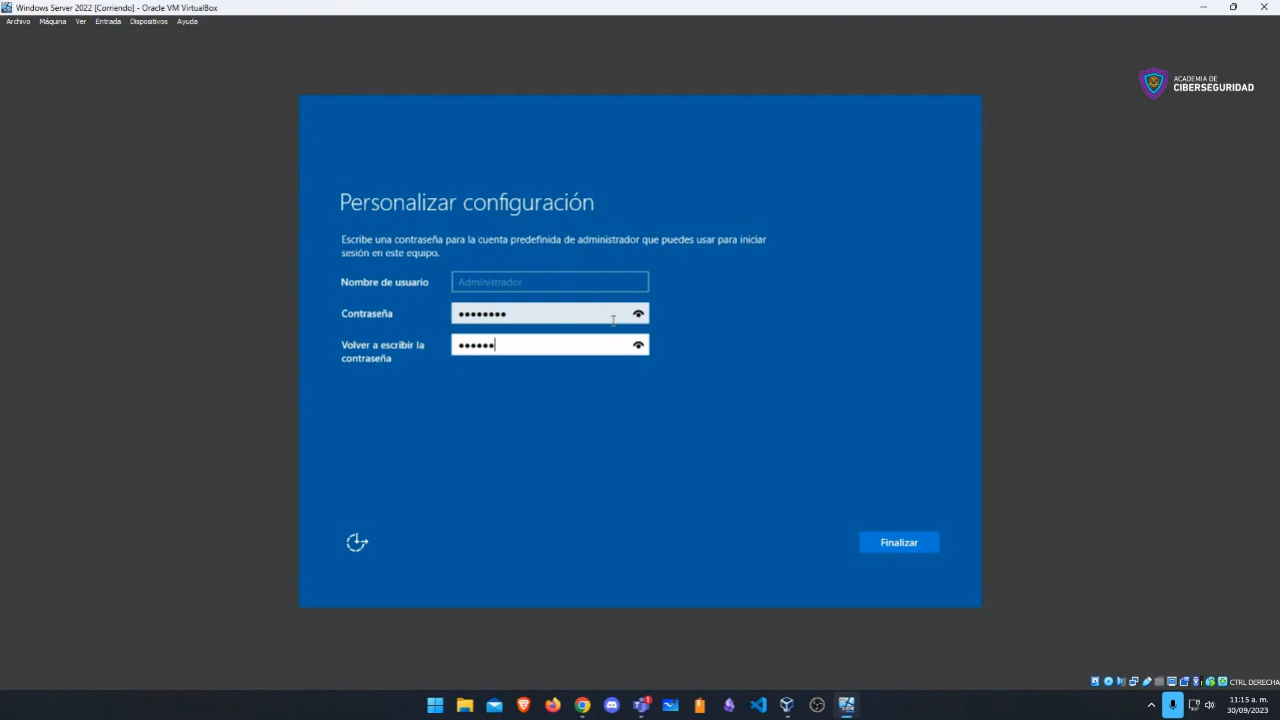 Windows Server 2022 [Corriendo] - Oracle VM VirtualBox
Archivo Máquina Ver Entrada Dispositivos Ayuda
ACADEMIA DE
CIBERSEGURIDAD
Personalizar configuración
Escribe una contraseña para la cuenta predefinida de administrador que puedes usar para iniciar
sesión en este equipo.
Nombre de usuario Administrador
Contraseña ••••••••
Volver a escribir la
contraseña ••••••
Finalizar
CTRL DERECHA
11:15 a. m.
30/09/2023